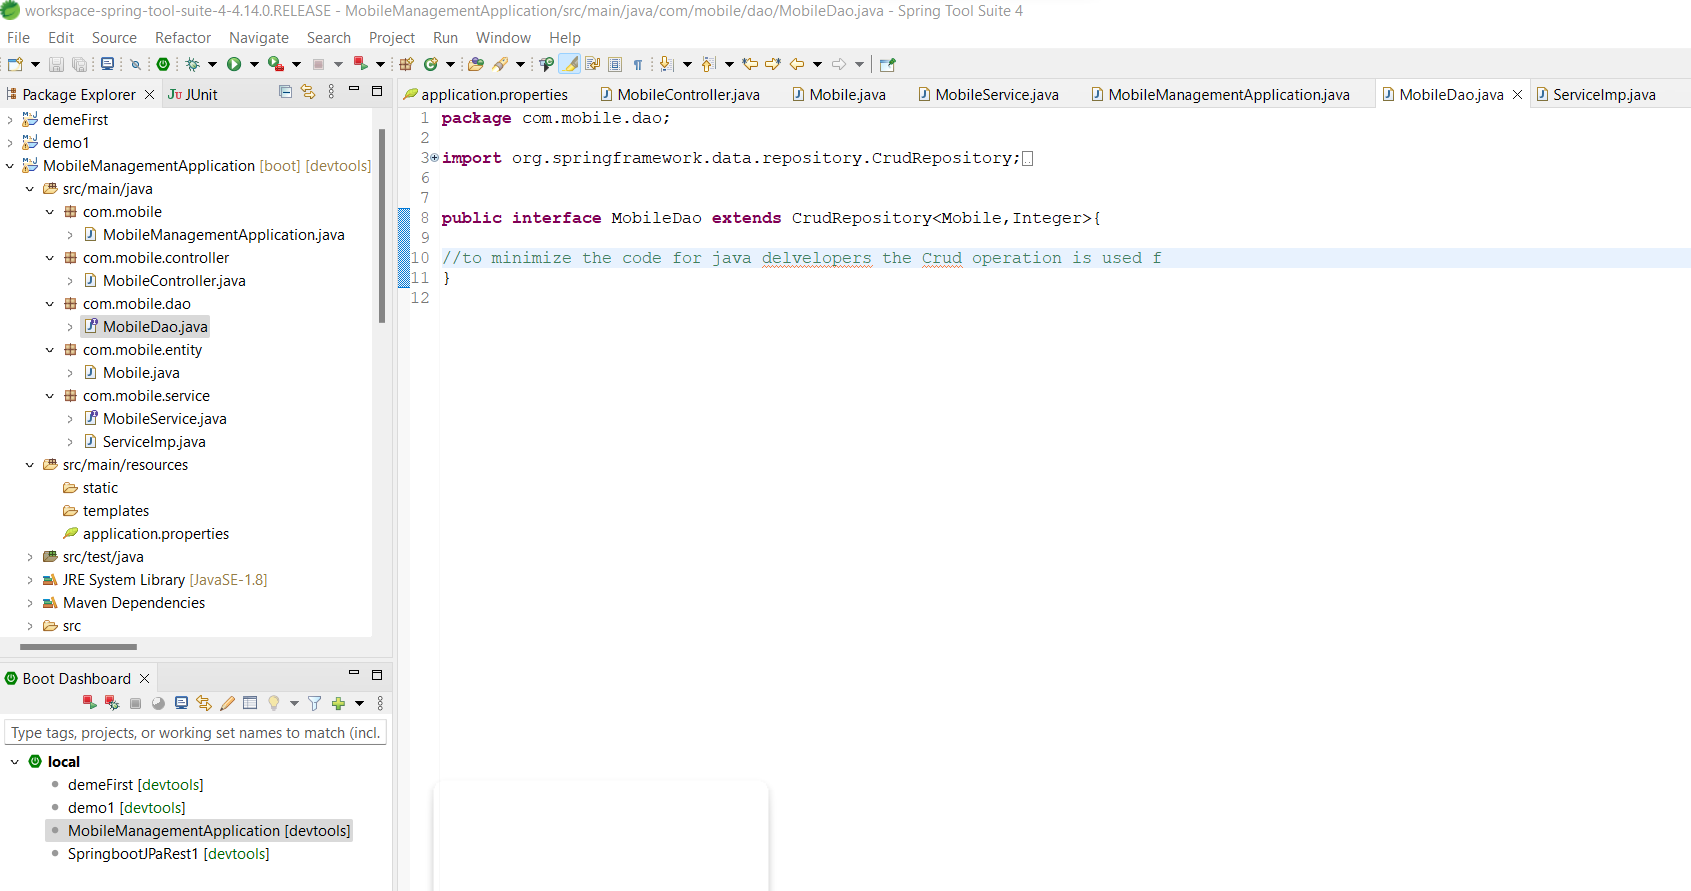 workspace-spring-tool-suite-4-4.14.0.RELEASE - MobileManagementApplication/src/main/java/com/mobile/dao/MobileDao.java - Spring Tool Suite 4
File Edit Source Refactor Navigate Search Project Run Window Help
Package Explorer JUnit
demeFirst
demo1
MobileManagementApplication [boot] [devtools]
src/main/java
com.mobile
MobileManagementApplication.java
com.mobile.controller
MobileController.java
com.mobile.dao
MobileDao.java
com.mobile.entity
Mobile.java
com.mobile.service
MobileService.java
ServiceImp.java
src/main/resources
static
templates
application.properties
src/test/java
JRE System Library [JavaSE-1.8]
Maven Dependencies
src
Boot Dashboard
Type tags, projects, or working set names to match (incl.
local
demeFirst [devtools]
demo1 [devtools]
MobileManagementApplication [devtools]
SpringbootJPaRest1 [devtools]
application.properties MobileController.java Mobile.java MobileService.java MobileManagementApplication.java MobileDao.java ServiceImp.java
1 package com.mobile.dao;
2
3 import org.springframework.data.repository.CrudRepository;
6
7
8 public interface MobileDao extends CrudRepository<Mobile,Integer>{
9
10 //to minimize the code for java delvelopers the Crud operation is used f
11 }
12